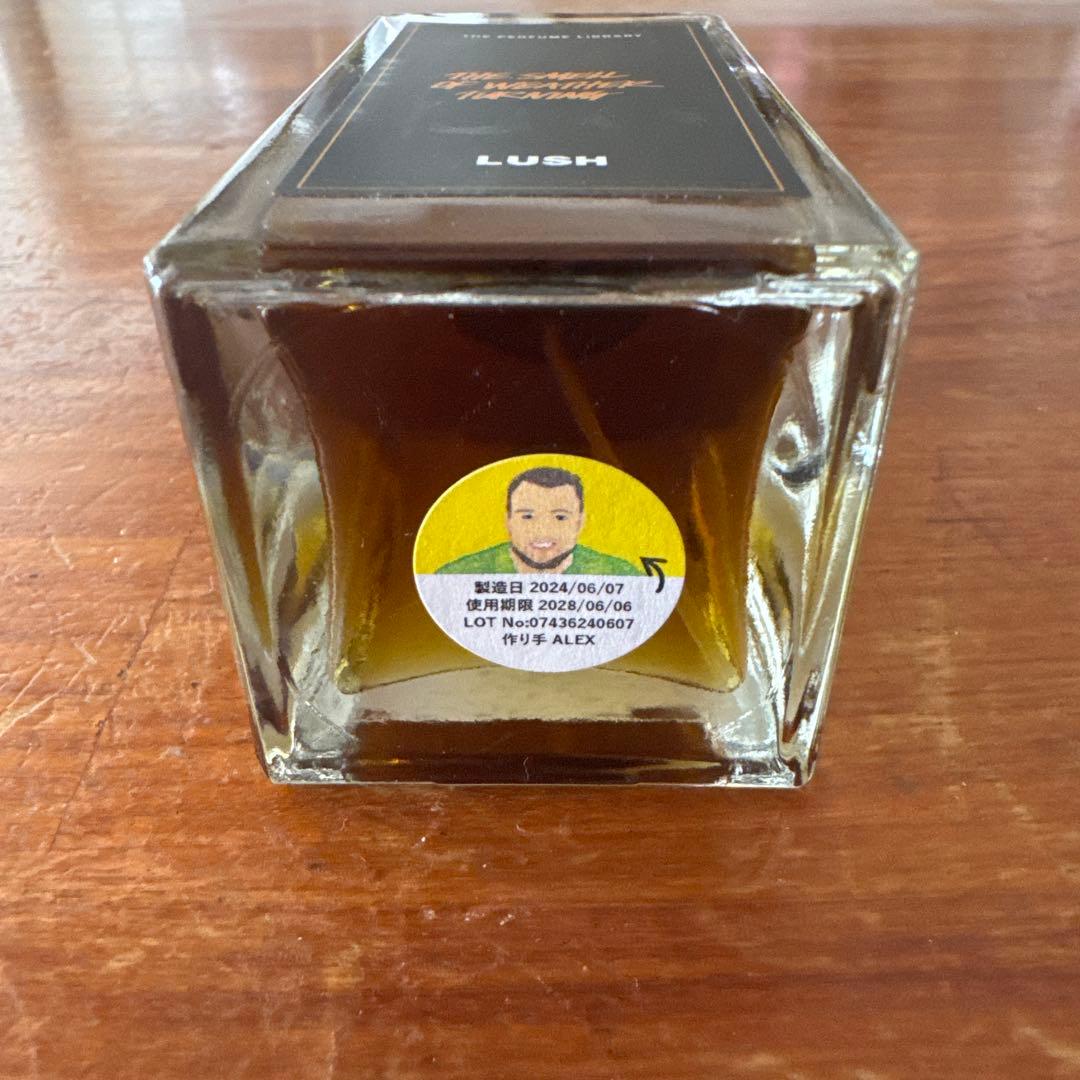 THE PERFUME LIBRARY
THE SMELL
OF WEATHER
TURNING
LUSH
製造日 2024/06/07
使用期限 2028/06/06
LOT No:07436240607
作り手 ALEX